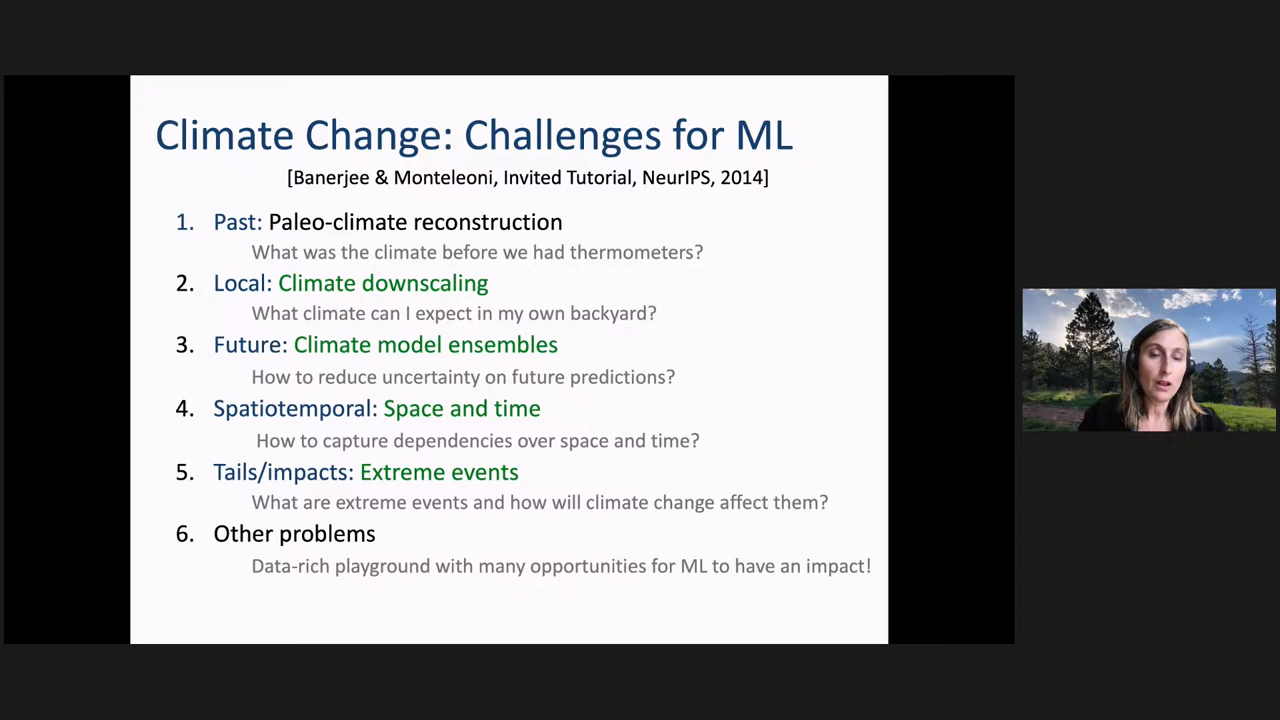 Climate Change: Challenges for ML
[Banerjee & Monteleoni, Invited Tutorial, NeurIPS, 2014]
1. Past: Paleo-climate reconstruction
What was the climate before we had thermometers?
2. Local: Climate downscaling
What climate can I expect in my own backyard?
3. Future: Climate model ensembles
How to reduce uncertainty on future predictions?
4. Spatiotemporal: Space and time
How to capture dependencies over space and time?
5. Tails/impacts: Extreme events
What are extreme events and how will climate change affect them?
6. Other problems
Data-rich playground with many opportunities for ML to have an impact!